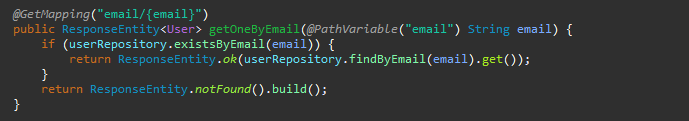 @GetMapping("email/{email}")
public ResponseEntity<User> getOneByEmail(@PathVariable("email") String email) {
    if (userRepository.existsByEmail(email)) {
        return ResponseEntity.ok(userRepository.findByEmail(email).get());
    }
    return ResponseEntity.notFound().build();
}